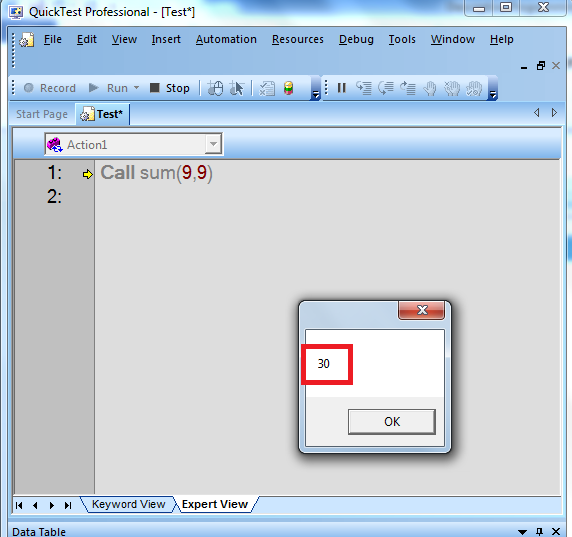 QuickTest Professional - [Test*]
File Edit View Insert Automation Resources Debug Tools Window Help
Record Run Stop
Start Page Test*
Action1
1: Call sum(9,9)
2:
30
OK
Keyword View Expert View
Data Table